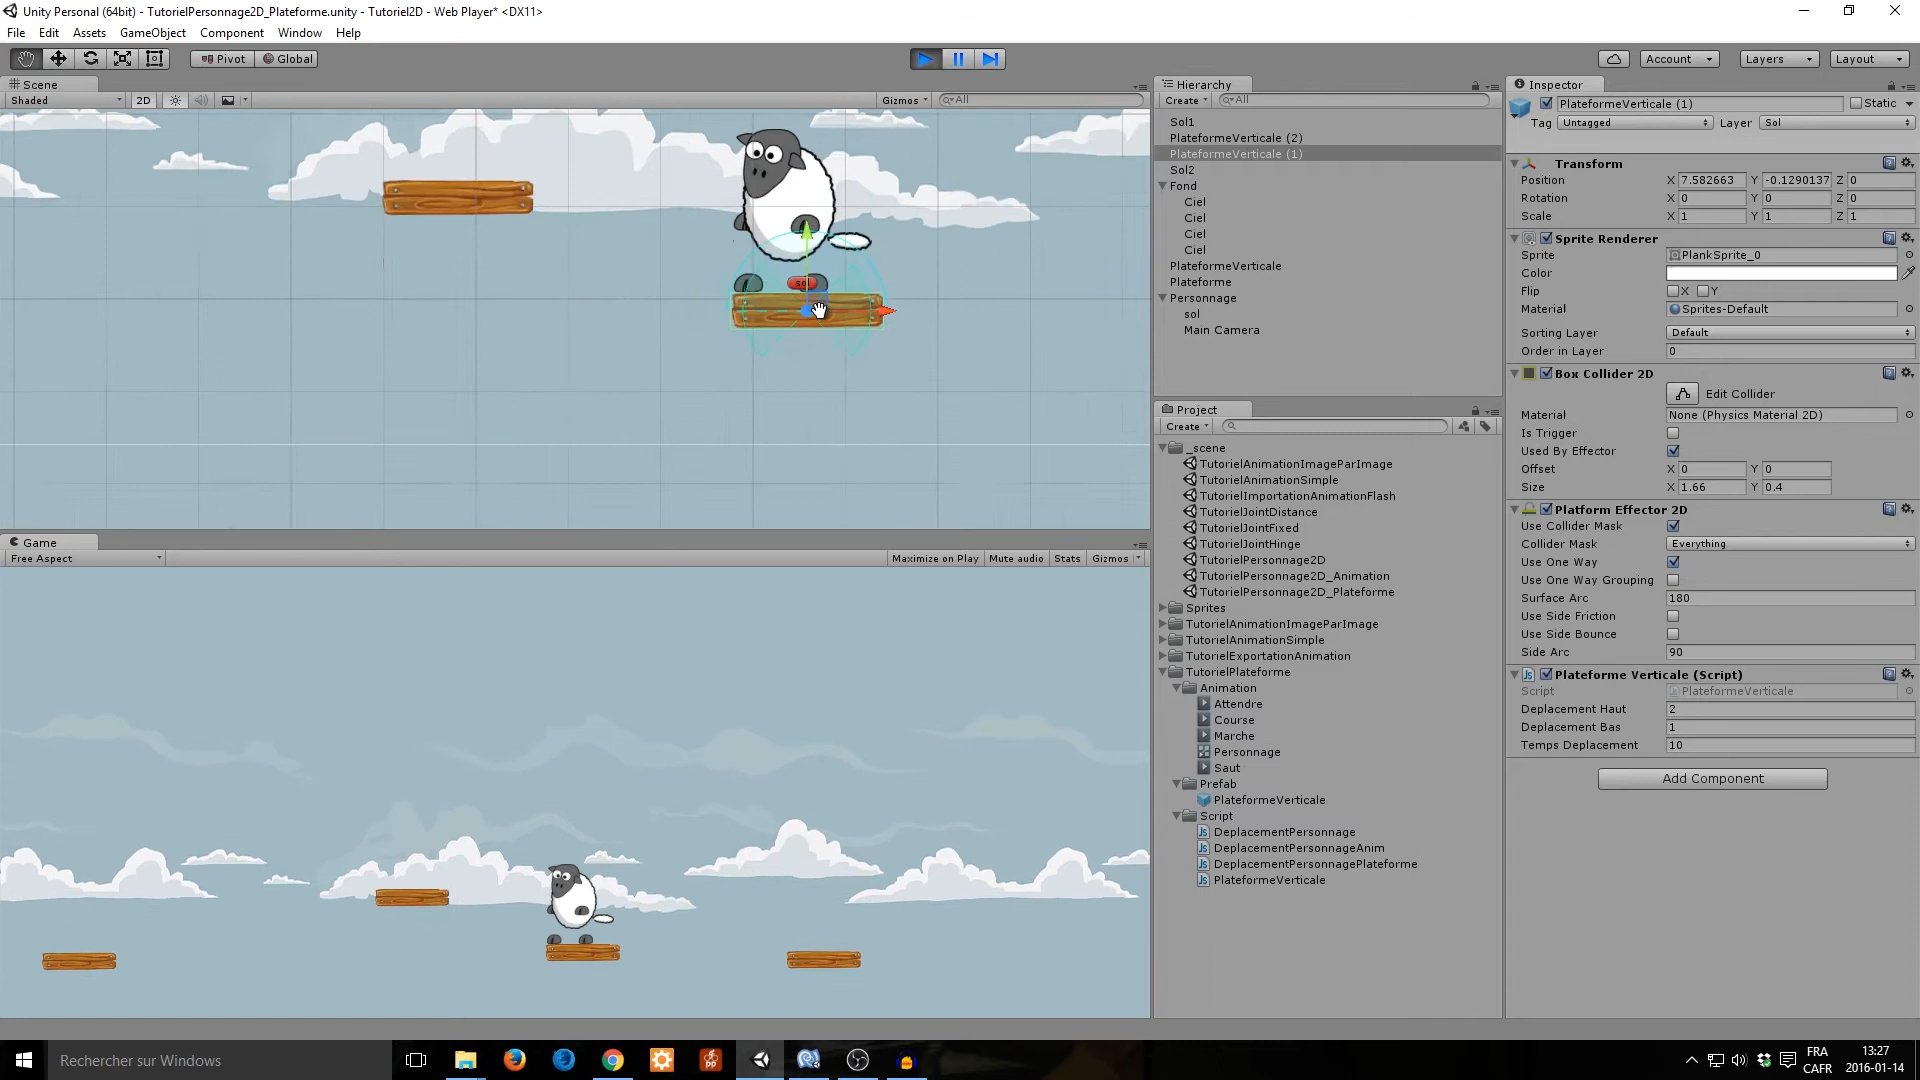 Unity Personal (64bit) - TutorielPersonnage2D_Plateforme.unity - Tutoriel2D - Web Player* <DX11>
File Edit Assets GameObject Component Window Help
Pivot Global Account Layers Layout
Scene
Shaded 2D Gizmos All
sol
Game
Free Aspect Maximize on Play Mute audio Stats Gizmos
Hierarchy
Create All
Sol1
PlateformeVerticale (2)
PlateformeVerticale (1)
Sol2
Fond
Ciel
Ciel
Ciel
Ciel
PlateformeVerticale
Plateforme
Personnage
sol
Main Camera
Project
Create
_scene
TutorielAnimationImageParImage
TutorielAnimationSimple
TutorielImportationAnimationFlash
TutorielJointDistance
TutorielJointFixed
TutorielJointHinge
TutorielPersonnage2D
TutorielPersonnage2D_Animation
TutorielPersonnage2D_Plateforme
Sprites
TutorielAnimationImageParImage
TutorielAnimationSimple
TutorielExportationAnimation
TutorielPlateforme
Animation
Attendre
Course
Marche
Personnage
Saut
Prefab
PlateformeVerticale
Script
DeplacementPersonnage
DeplacementPersonnageAnim
DeplacementPersonnagePlateforme
PlateformeVerticale
Inspector
PlateformeVerticale (1) Static
Tag Untagged Layer Sol
Transform
Position X 7.582663 Y -0.1290137 Z 0
Rotation X 0 Y 0 Z 0
Scale X 1 Y 1 Z 1
Sprite Renderer
Sprite PlankSprite_0
Color
Flip X Y
Material Sprites-Default
Sorting Layer Default
Order in Layer 0
Box Collider 2D
Edit Collider
Material None (Physics Material 2D)
Is Trigger
Used By Effector
Offset X 0 Y 0
Size X 1.66 Y 0.4
Platform Effector 2D
Use Collider Mask
Collider Mask Everything
Use One Way
Use One Way Grouping
Surface Arc 180
Use Side Friction
Use Side Bounce
Side Arc 90
Plateforme Verticale (Script)
Script PlateformeVerticale
Deplacement Haut 2
Deplacement Bas 1
Temps Deplacement 10
Add Component
Rechercher sur Windows
FRA
CAFR
13:27
2016-01-14